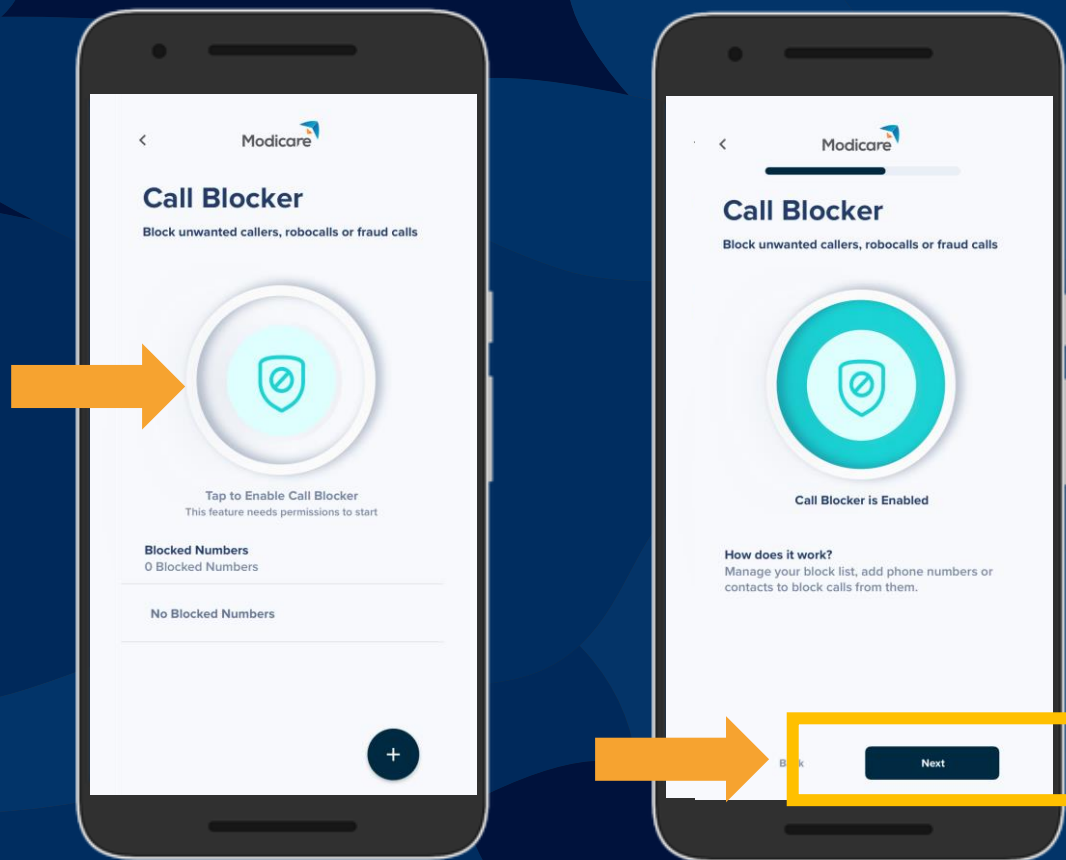 Modicare
Call Blocker
Block unwanted callers, robocalls or fraud calls
Tap to Enable Call Blocker
This feature needs permissions to start
Blocked Numbers
0 Blocked Numbers
No Blocked Numbers
+
Modicare
Call Blocker
Block unwanted callers, robocalls or fraud calls
Call Blocker is Enabled
How does it work?
Manage your block list, add phone numbers or
contacts to block calls from them.
Next